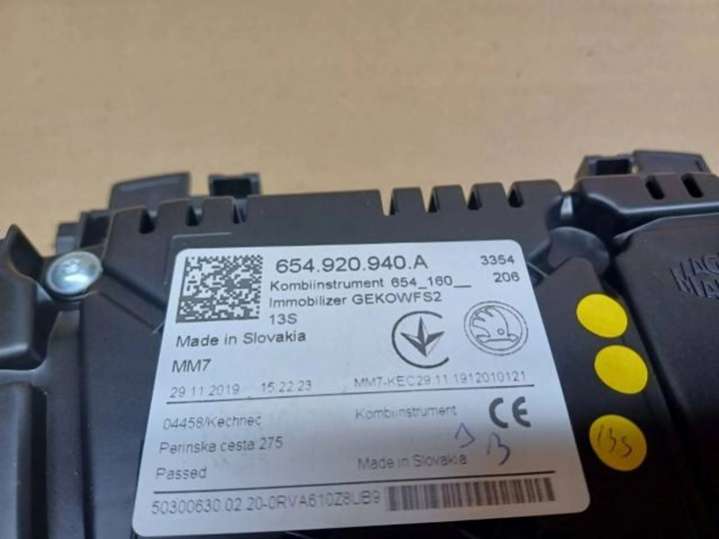 654.920.940.A 3354
Kombiinstrument 654_160__ 206
Immobilizer GEKOWFS2
13S
Made in Slovakia
MM7
29.11.2019 15:22:23 MM7-KEC29.11.1912010121
04458/Kechnec Kombiinstrument CE
Perinska cesta 275
Passed Made in Slovakia
50300630.02.20-0RVA610Z8UB9